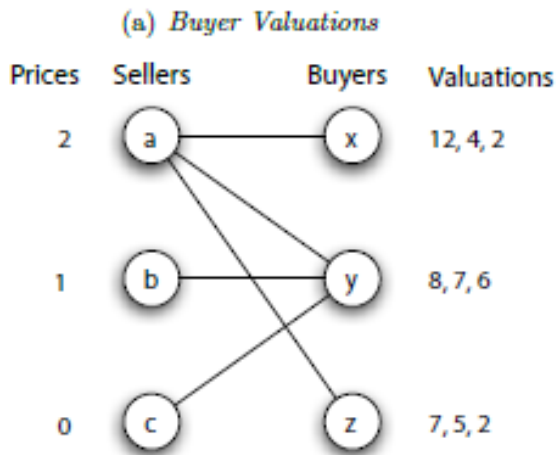 (a) Buyer Valuations
Prices Sellers Buyers Valuations
2 a x 12, 4, 2
1 b y 8, 7, 6
0 c z 7, 5, 2